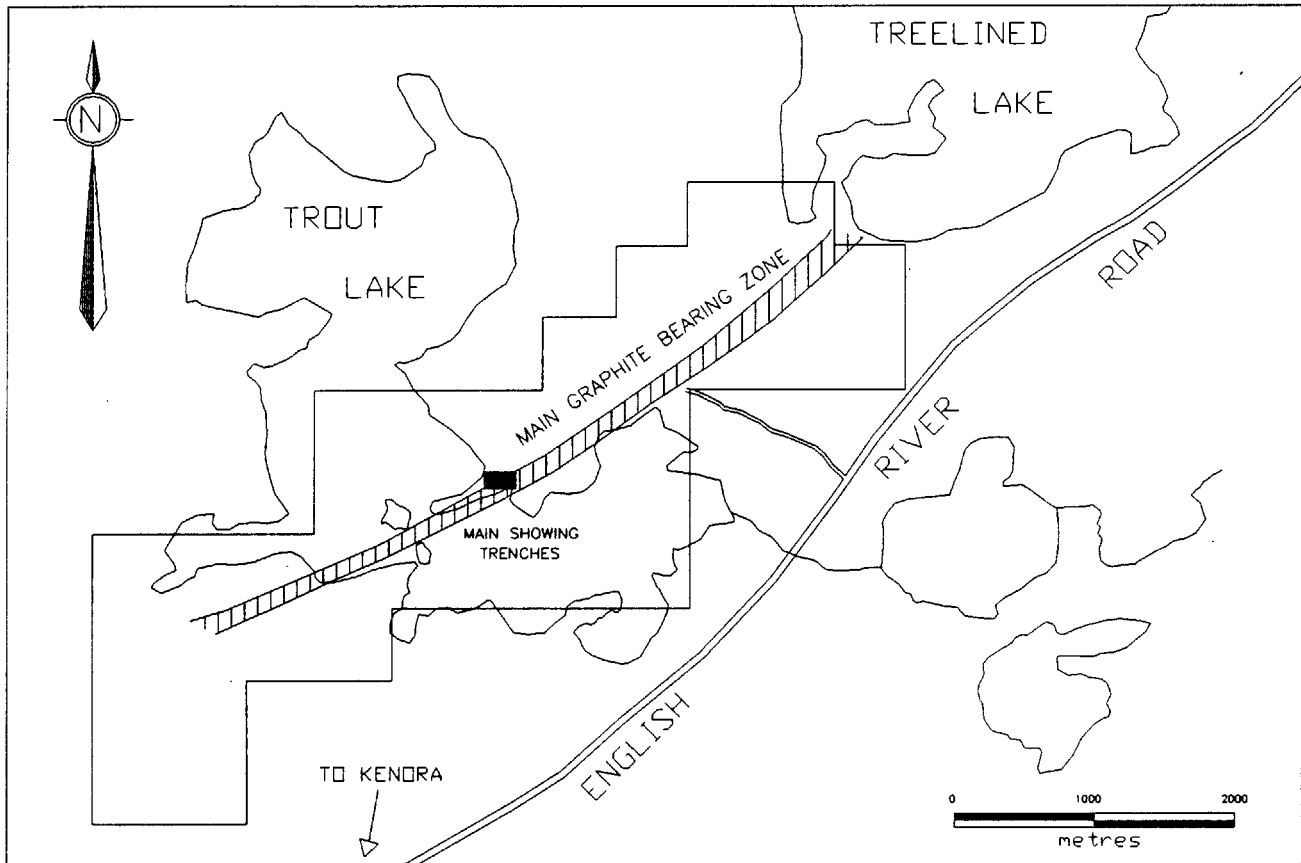 TREELINED
LAKE
N
TROUT
LAKE
MAIN GRAPHITE BEARING ZONE
ENGLISH RIVER ROAD
MAIN SHOWING
TRENCHES
TO KENORA
0 1000 2000
metres